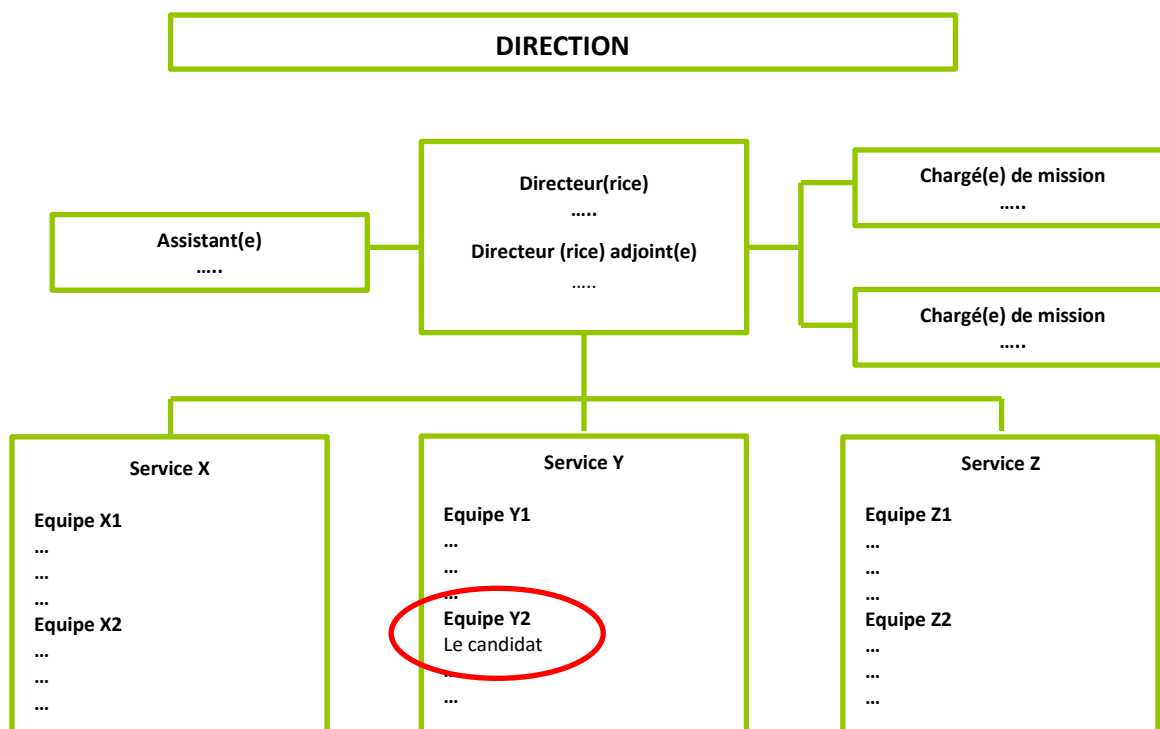 DIRECTION
Directeur(rice)
…..
Directeur (rice) adjoint(e)
…..
Assistant(e)
…..
Chargé(e) de mission
…..
Chargé(e) de mission
…..
Service X
Equipe X1
…
…
…
Equipe X2
…
…
…
Service Y
Equipe Y1
…
…
…
Equipe Y2
Le candidat
…
…
Service Z
Equipe Z1
…
…
…
Equipe Z2
…
…
…